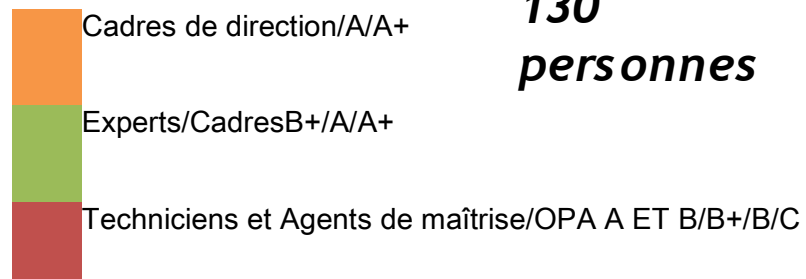 130
personnes
Cadres de direction/A/A+
Experts/CadresB+/A/A+
Techniciens et Agents de maîtrise/OPA A ET B/B+/B/C